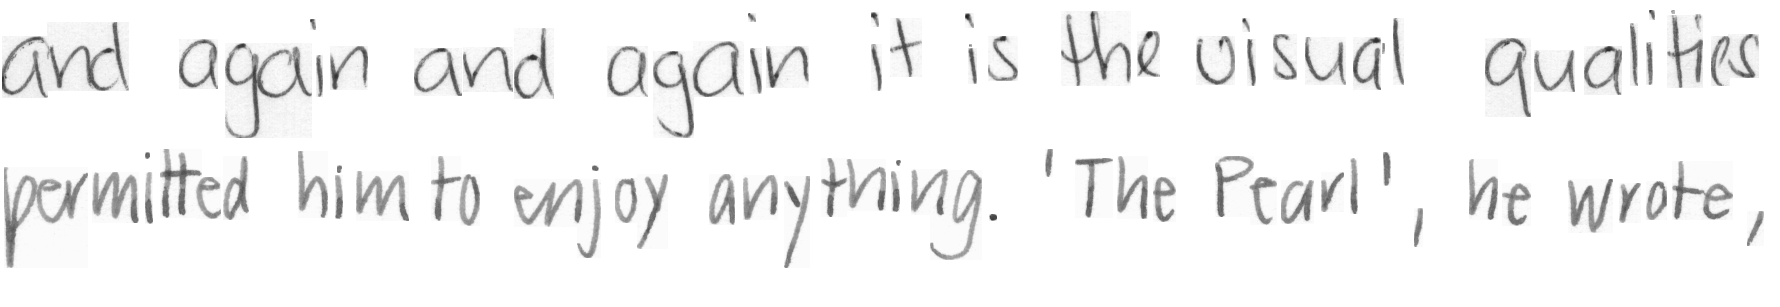 and again and again it is the visual qualities
permitted him to enjoy anything. 'The Pearl', he wrote,